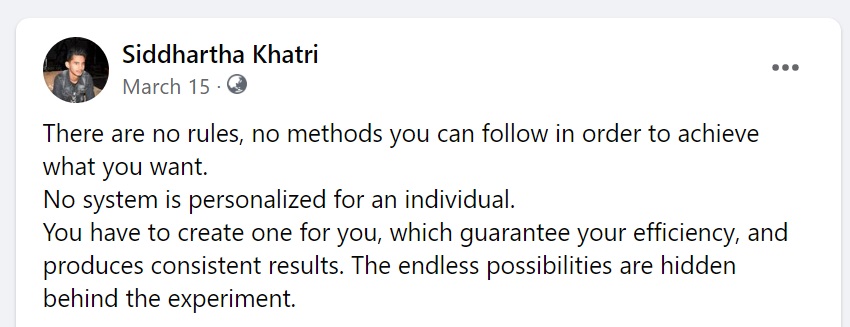 Siddhartha Khatri
March 15 ·
There are no rules, no methods you can follow in order to achieve
what you want.
No system is personalized for an individual.
You have to create one for you, which guarantee your efficiency, and
produces consistent results. The endless possibilities are hidden
behind the experiment.